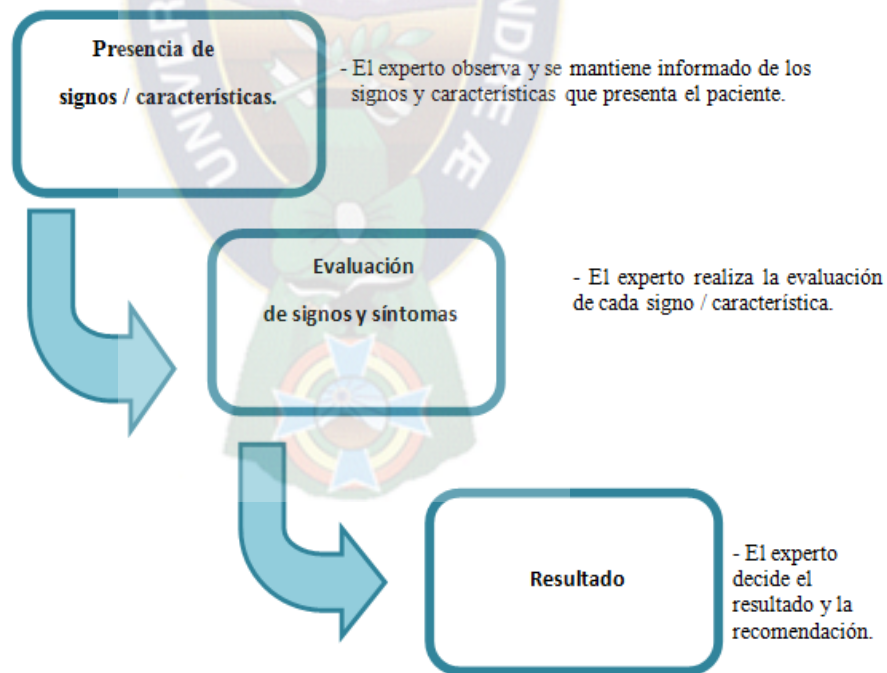 Presencia de
signos / características.
- El experto observa y se mantiene informado de los
signos y características que presenta el paciente.
Evaluación
de signos y síntomas
- El experto realiza la evaluación
de cada signo / característica.
Resultado
- El experto
decide el
resultado y la
recomendación.
UNIVER
NDIENSE Æ